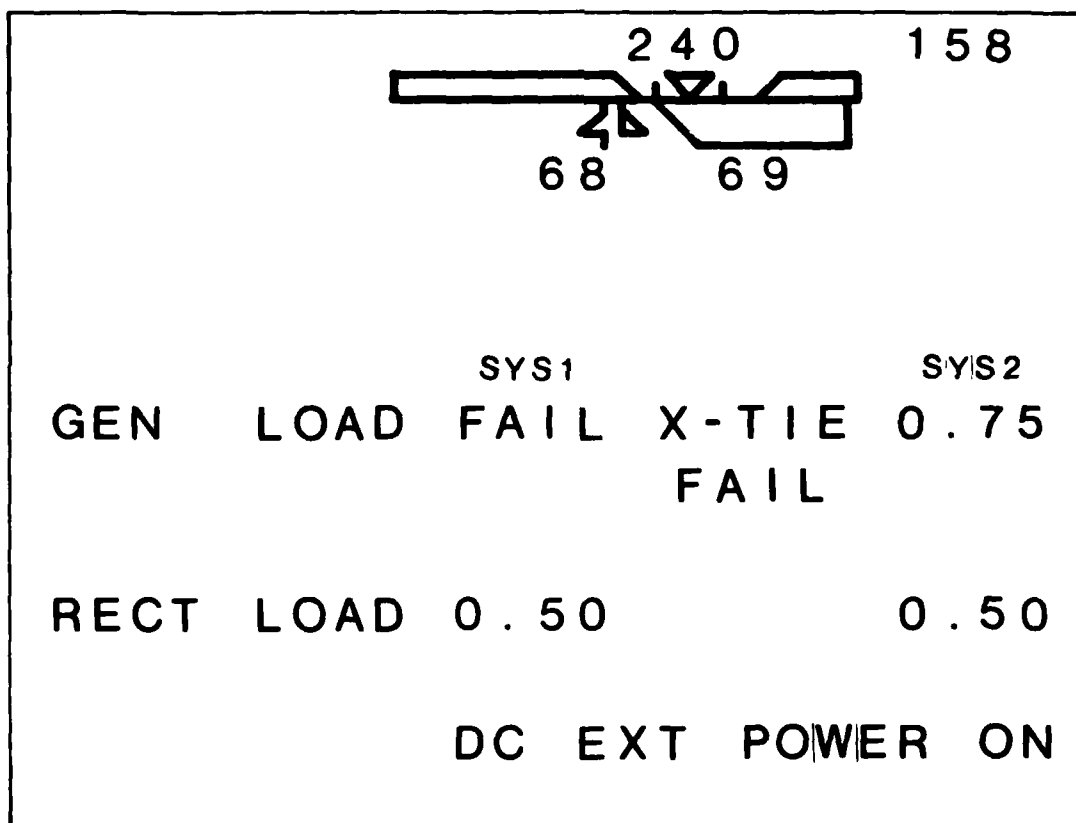 240 158
68 69
SYS1 SYS2
GEN LOAD FAIL X-TIE 0.75
FAIL
RECT LOAD 0.50 0.50
DC EXT POWER ON